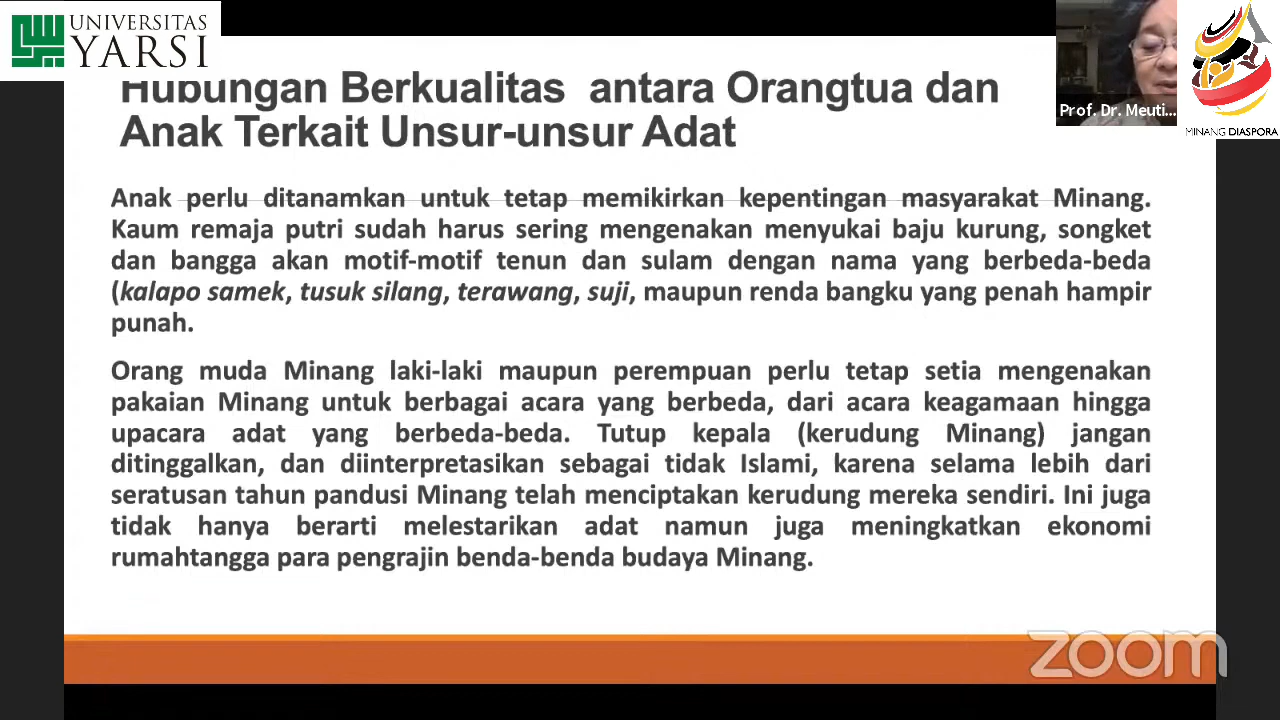 UNIVERSITAS
YARSI
Hubungan Berkualitas antara Orangtua dan
Anak Terkait Unsur-unsur Adat
Prof. Dr. Meuti...
MINANG DIASPORA
Anak perlu ditanamkan untuk tetap memikirkan kepentingan masyarakat Minang.
Kaum remaja putri sudah harus sering mengenakan menyukai baju kurung, songket
dan bangga akan motif-motif tenun dan sulam dengan nama yang berbeda-beda
(kalapo samek, tusuk silang, terawang, suji, maupun renda bangku yang penah hampir
punah.
Orang muda Minang laki-laki maupun perempuan perlu tetap setia mengenakan
pakaian Minang untuk berbagai acara yang berbeda, dari acara keagamaan hingga
upacara adat yang berbeda-beda. Tutup kepala (kerudung Minang) jangan
ditinggalkan, dan diinterpretasikan sebagai tidak Islami, karena selama lebih dari
seratusan tahun pandusi Minang telah menciptakan kerudung mereka sendiri. Ini juga
tidak hanya berarti melestarikan adat namun juga meningkatkan ekonomi
rumahtangga para pengrajin benda-benda budaya Minang.
zoom